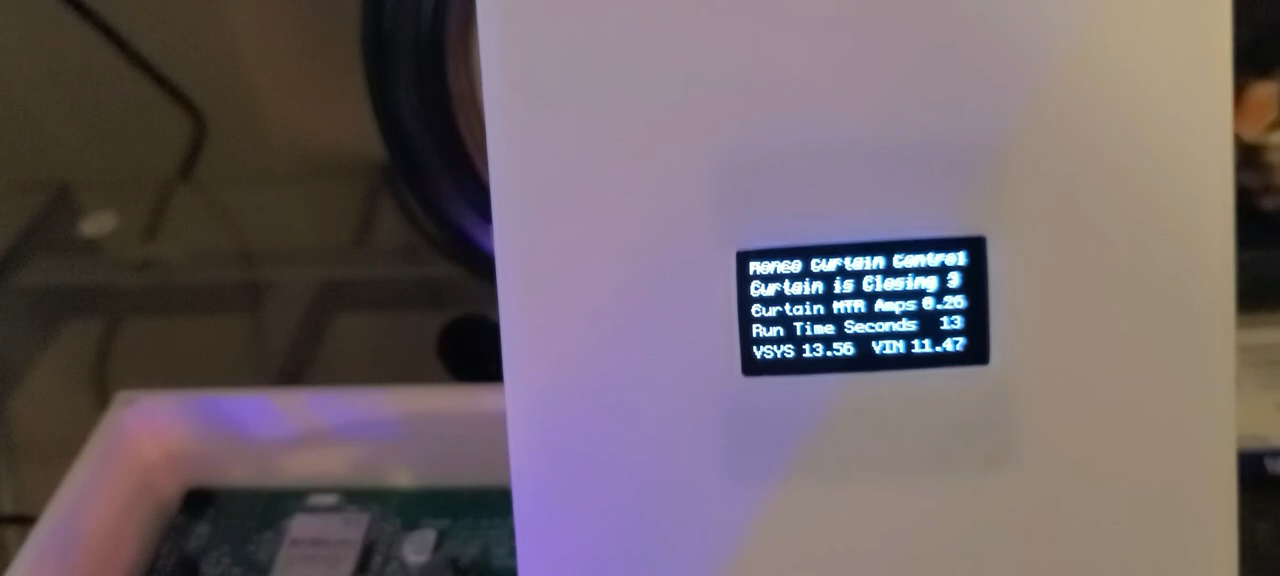 Curtain Control
Curtain is Closing 3
Curtain MTR Amps 0.26
Run Time Seconds 13
VSYS 13.56 VIN 11.47